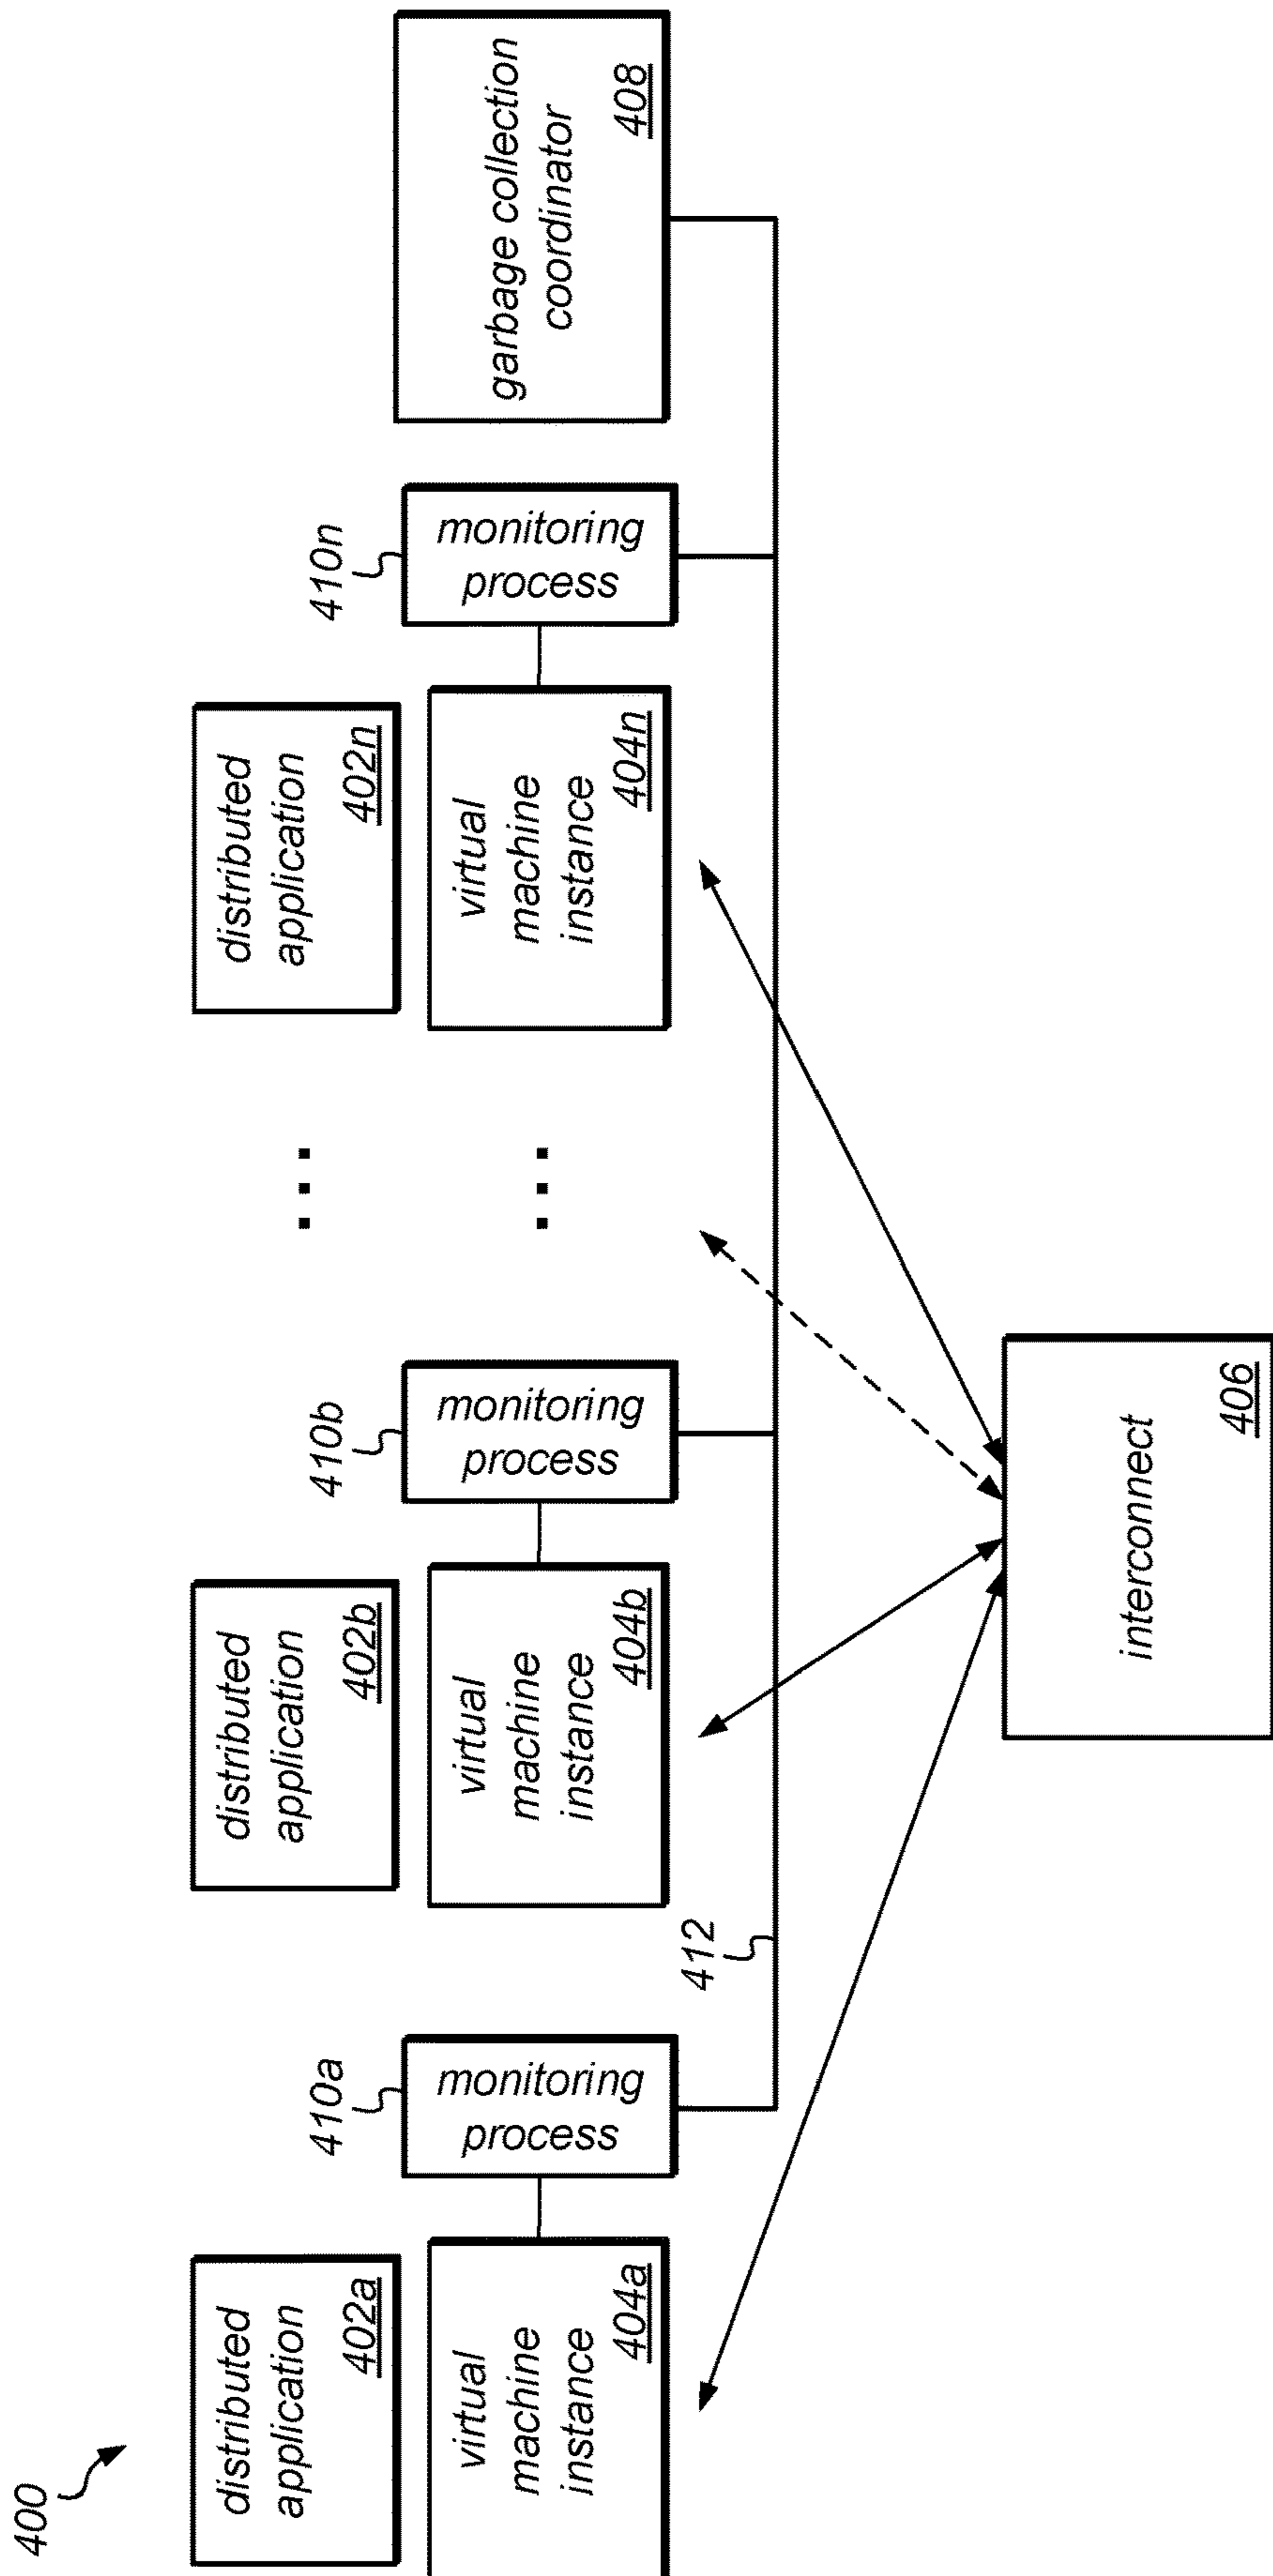 400
distributed
application
402a
virtual
machine
instance
404a
410a
monitoring
process
412
distributed
application
402b
virtual
machine
instance
404b
410b
monitoring
process
...
...
distributed
application
402n
virtual
machine
instance
404n
410n
monitoring
process
garbage collection
coordinator
408
interconnect
406